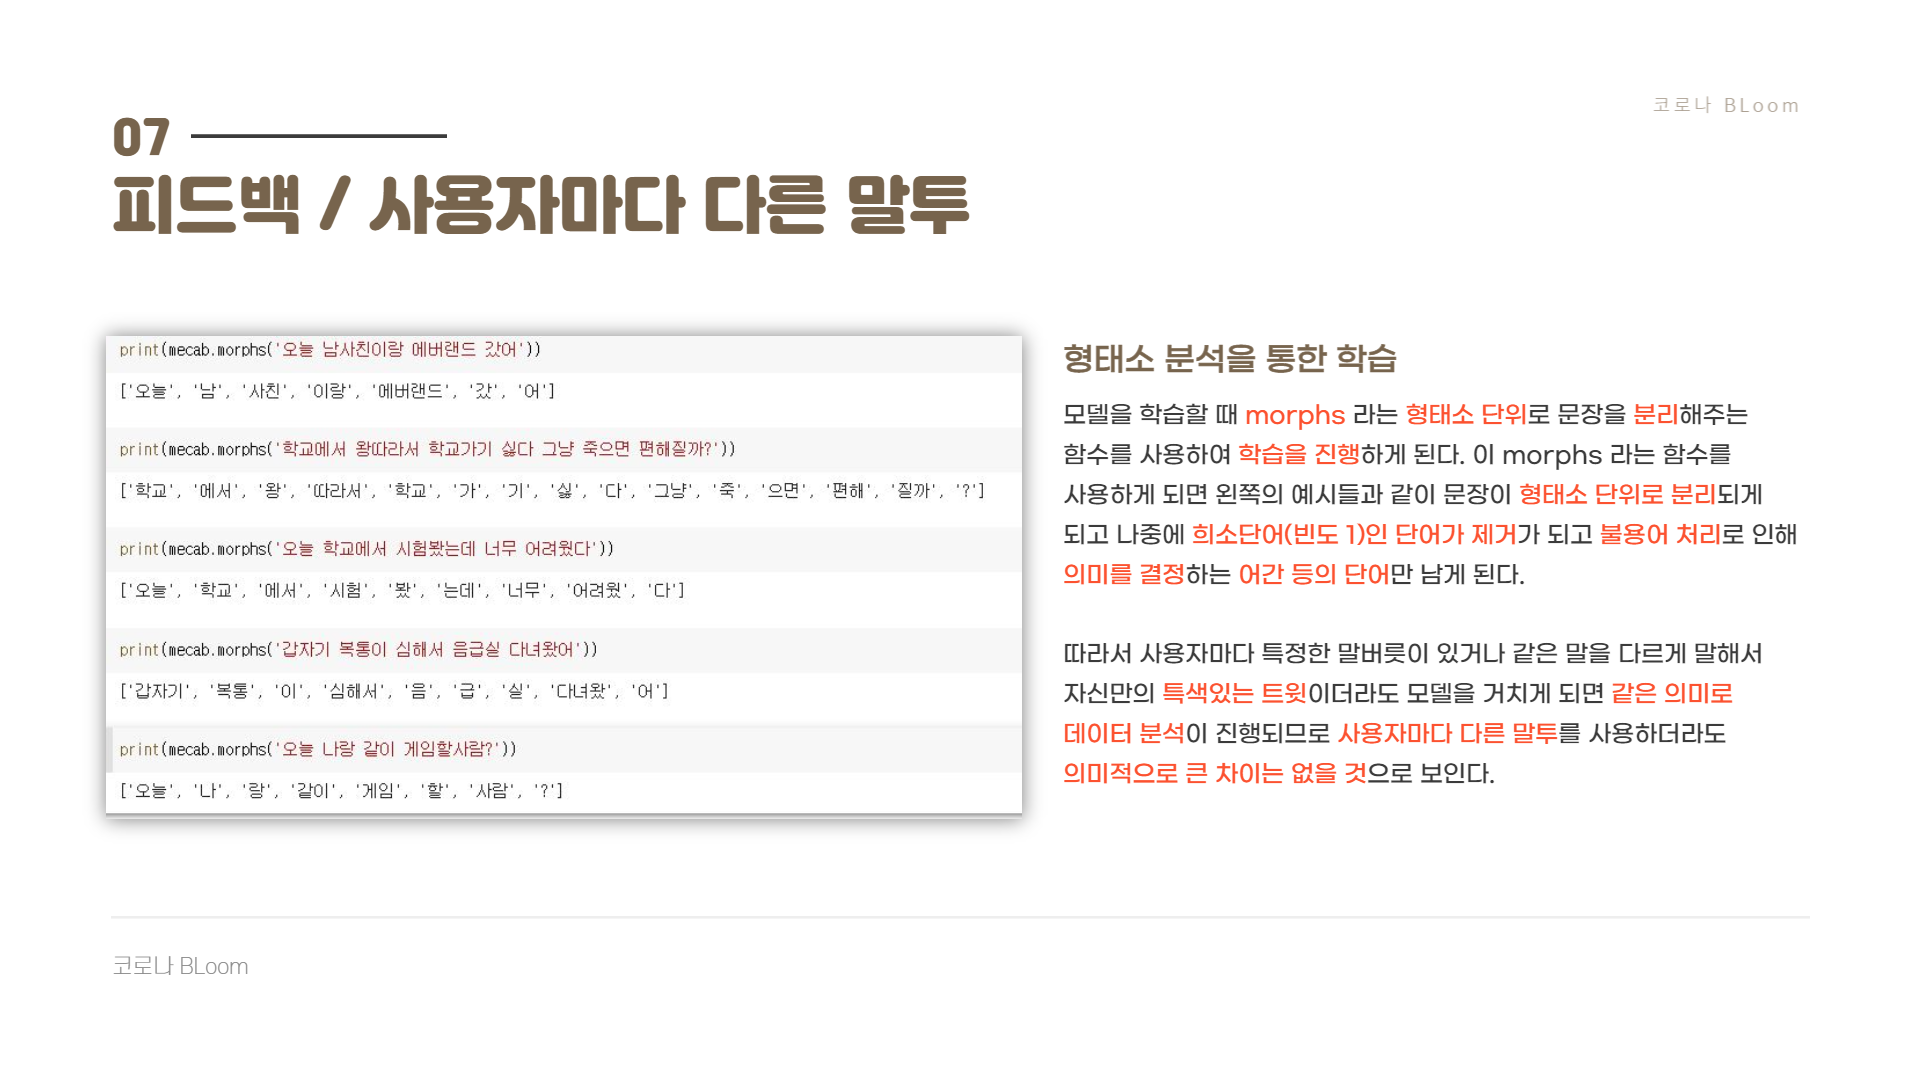 코로나 BLoom
07
피드백 / 사용자마다 다른 말투
print(mecab.morphs('오늘 남사친이랑 에버랜드 갔어'))
['오늘', '남', '사친', '이랑', '에버랜드', '갔', '어']
print(mecab.morphs('학교에서 왕따라서 학교가기 싫다 그냥 죽으면 편해질까?'))
['학교', '에서', '왕', '따라서', '학교', '가', '기', '싫', '다', '그냥', '죽', '으면', '편해', '질까', '?']
print(mecab.morphs('오늘 학교에서 시험봤는데 너무 어려웠다'))
['오늘', '학교', '에서', '시험', '봤', '는데', '너무', '어려웠', '다']
print(mecab.morphs('갑자기 복통이 심해서 음급실 다녀왔어'))
['갑자기', '복통', '이', '심해서', '음', '급', '실', '다녀왔', '어']
print(mecab.morphs('오늘 나랑 같이 게임할사람?'))
['오늘', '나', '랑', '같이', '게임', '할', '사람', '?']
형태소 분석을 통한 학습
모델을 학습할 때 morphs 라는 형태소 단위로 문장을 분리해주는
함수를 사용하여 학습을 진행하게 된다. 이 morphs 라는 함수를
사용하게 되면 왼쪽의 예시들과 같이 문장이 형태소 단위로 분리되게
되고 나중에 희소단어(빈도 1)인 단어가 제거가 되고 불용어 처리로 인해
의미를 결정하는 어간 등의 단어만 남게 된다.
따라서 사용자마다 특정한 말버릇이 있거나 같은 말을 다르게 말해서
자신만의 특색있는 트윗이더라도 모델을 거치게 되면 같은 의미로
데이터 분석이 진행되므로 사용자마다 다른 말투를 사용하더라도
의미적으로 큰 차이는 없을 것으로 보인다.
코로나 BLoom